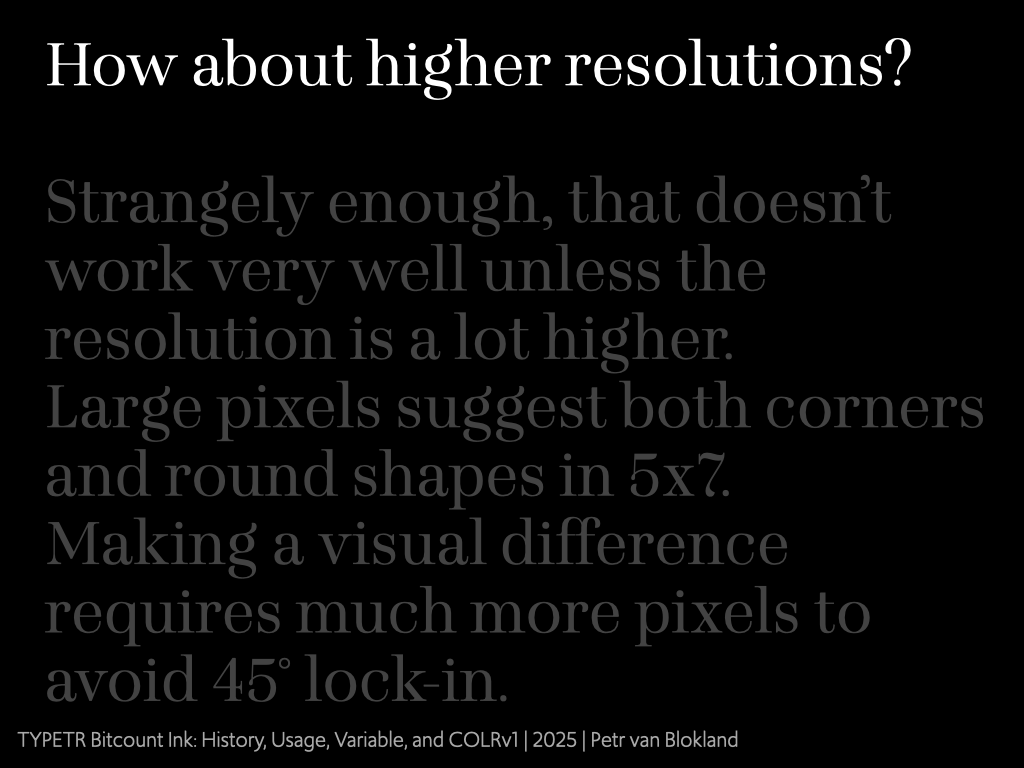 How about higher resolutions?
Strangely enough, that doesn’t
work very well unless the
resolution is a lot higher.
Large pixels suggest both corners
and round shapes in 5x7.
Making a visual difference
requires much more pixels to
avoid 45° lock-in.
TYPETR Bitcount Ink: History, Usage, Variable, and COLRv1 | 2025 | Petr van Blokland